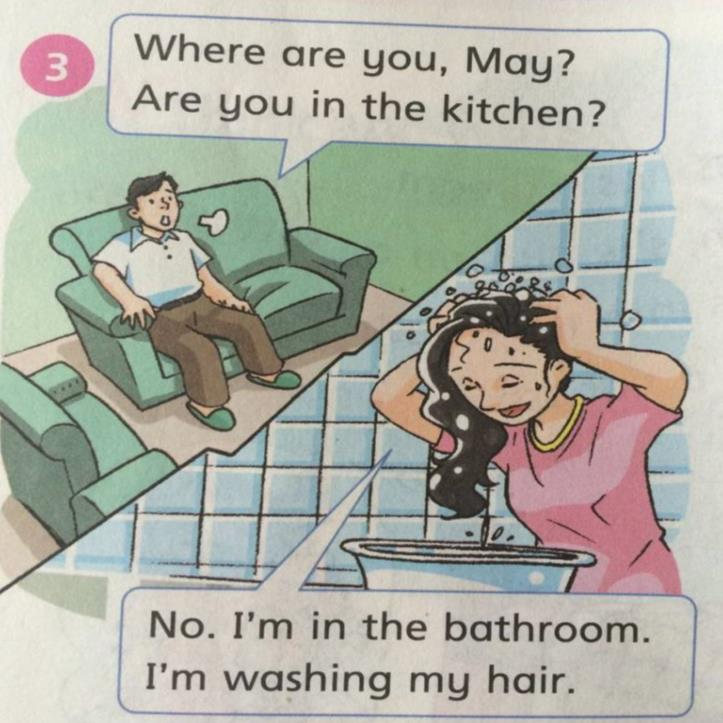 3
Where are you, May?
Are you in the kitchen?
No. I'm in the bathroom.
I'm washing my hair.